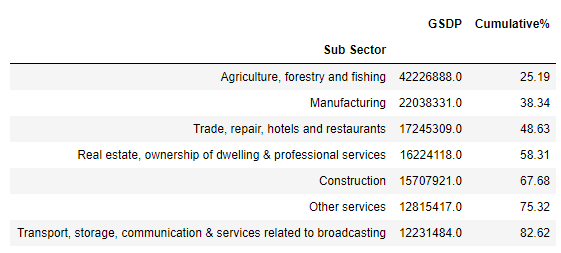 GSDP Cumulative%
Sub Sector
Agriculture, forestry and fishing 42226888.0 25.19
Manufacturing 22038331.0 38.34
Trade, repair, hotels and restaurants 17245309.0 48.63
Real estate, ownership of dwelling & professional services 16224118.0 58.31
Construction 15707921.0 67.68
Other services 12815417.0 75.32
Transport, storage, communication & services related to broadcasting 12231484.0 82.62